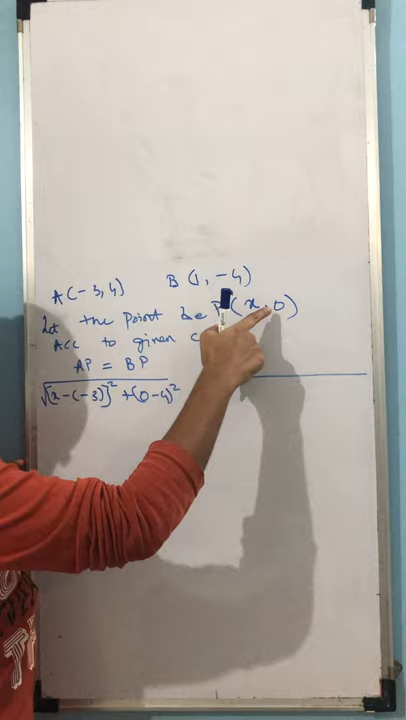 A(-3,4) B (1, -4)
Let the point be P(x, 0)
Acc to given c
AP = BP
√[x-(-3)]² + (0-4)²